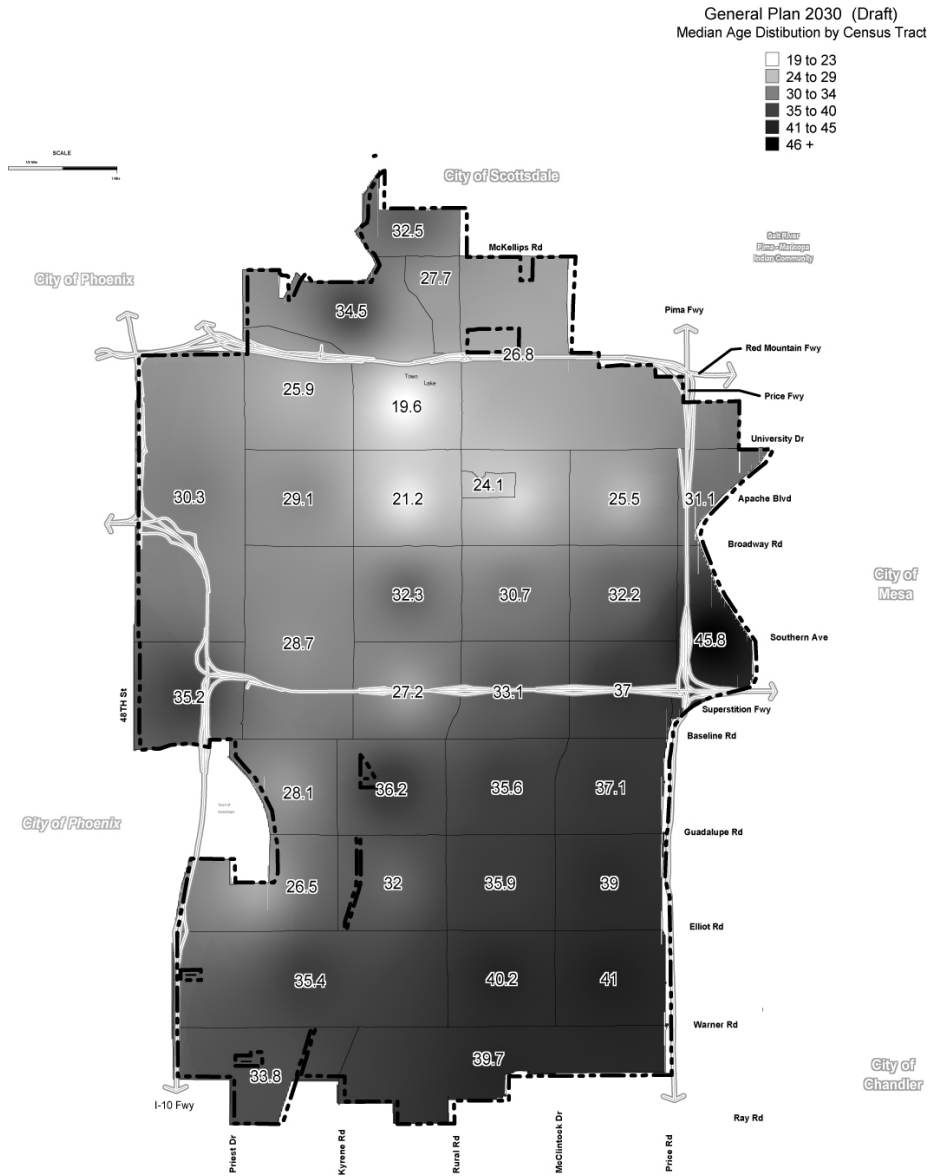 General Plan 2030 (Draft)
Median Age Distibution by Census Tract
19 to 23
24 to 29
30 to 34
35 to 40
41 to 45
46 +
SCALE
City of Scottsdale
32.5
McKellips Rd
Salt River
Pima - Maricopa
Indian Community
City of Phoenix
27.7
34.5
Pima Fwy
Red Mountain Fwy
26.8
Town
Lake
25.9
Price Fwy
19.6
University Dr
30.3
29.1
21.2
24.1
25.5
31.1
Apache Blvd
Broadway Rd
City of
Mesa
32.3
30.7
32.2
Southern Ave
28.7
45.8
35.2
27.2
33.1
37
48TH St
Superstition Fwy
Baseline Rd
28.1
36.2
35.6
37.1
City of Phoenix
Guadalupe Rd
26.5
32
35.9
39
Elliot Rd
35.4
40.2
41
Warner Rd
39.7
33.8
City of
Chandler
I-10 Fwy
Ray Rd
Priest Dr
Kyrene Rd
Rural Rd
McClintock Dr
Price Rd